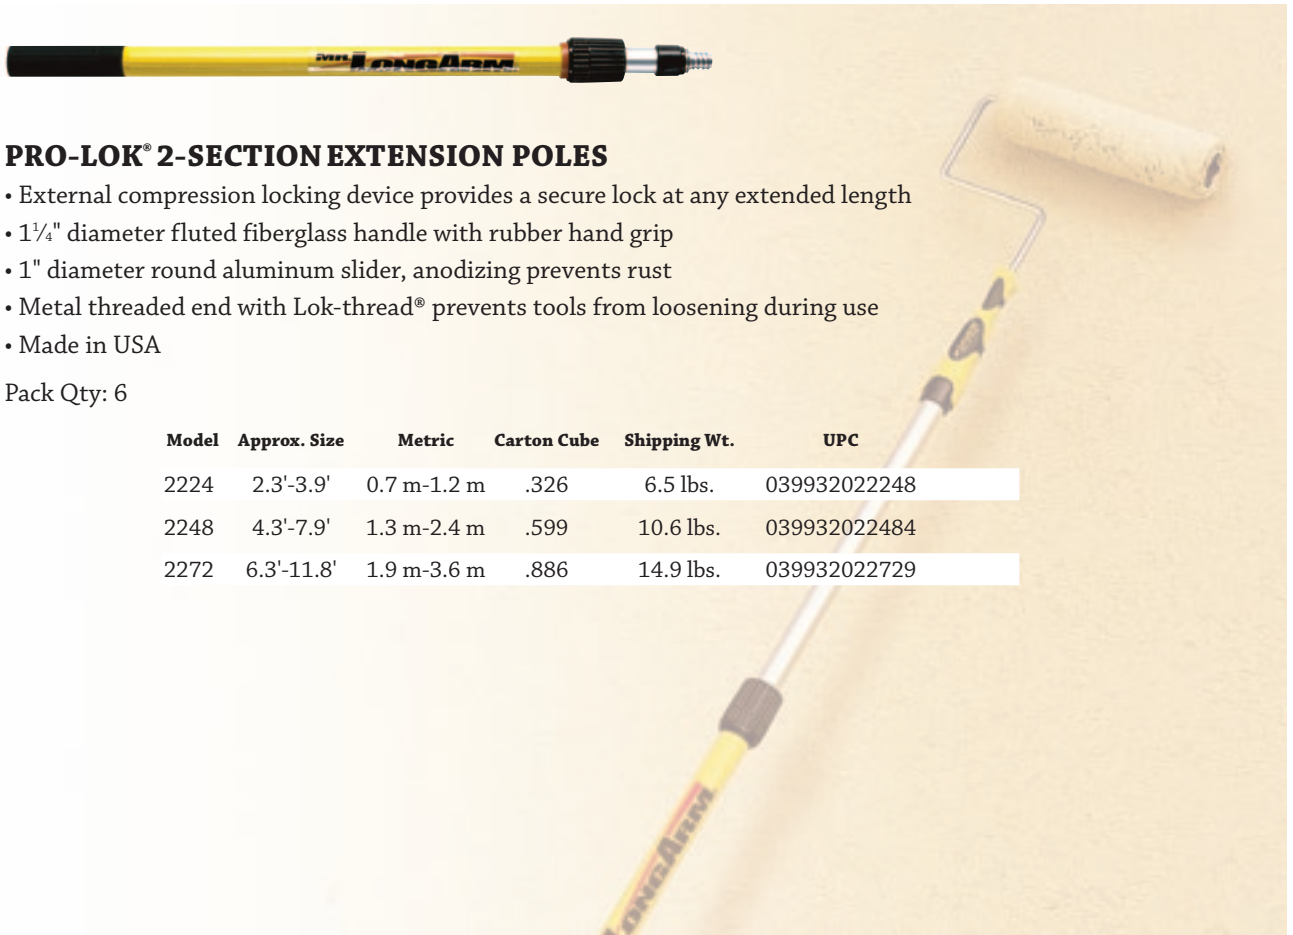 MR. LONGARM
PRO-LOK® 2-SECTION EXTENSION POLES
• External compression locking device provides a secure lock at any extended length
• 1¼" diameter fluted fiberglass handle with rubber hand grip
• 1" diameter round aluminum slider, anodizing prevents rust
• Metal threaded end with Lok-thread® prevents tools from loosening during use
• Made in USA
Pack Qty: 6
Model Approx. Size Metric Carton Cube Shipping Wt. UPC
2224 2.3'-3.9' 0.7 m-1.2 m .326 6.5 lbs. 039932022248
2248 4.3'-7.9' 1.3 m-2.4 m .599 10.6 lbs. 039932022484
2272 6.3'-11.8' 1.9 m-3.6 m .886 14.9 lbs. 039932022729
LONGARM